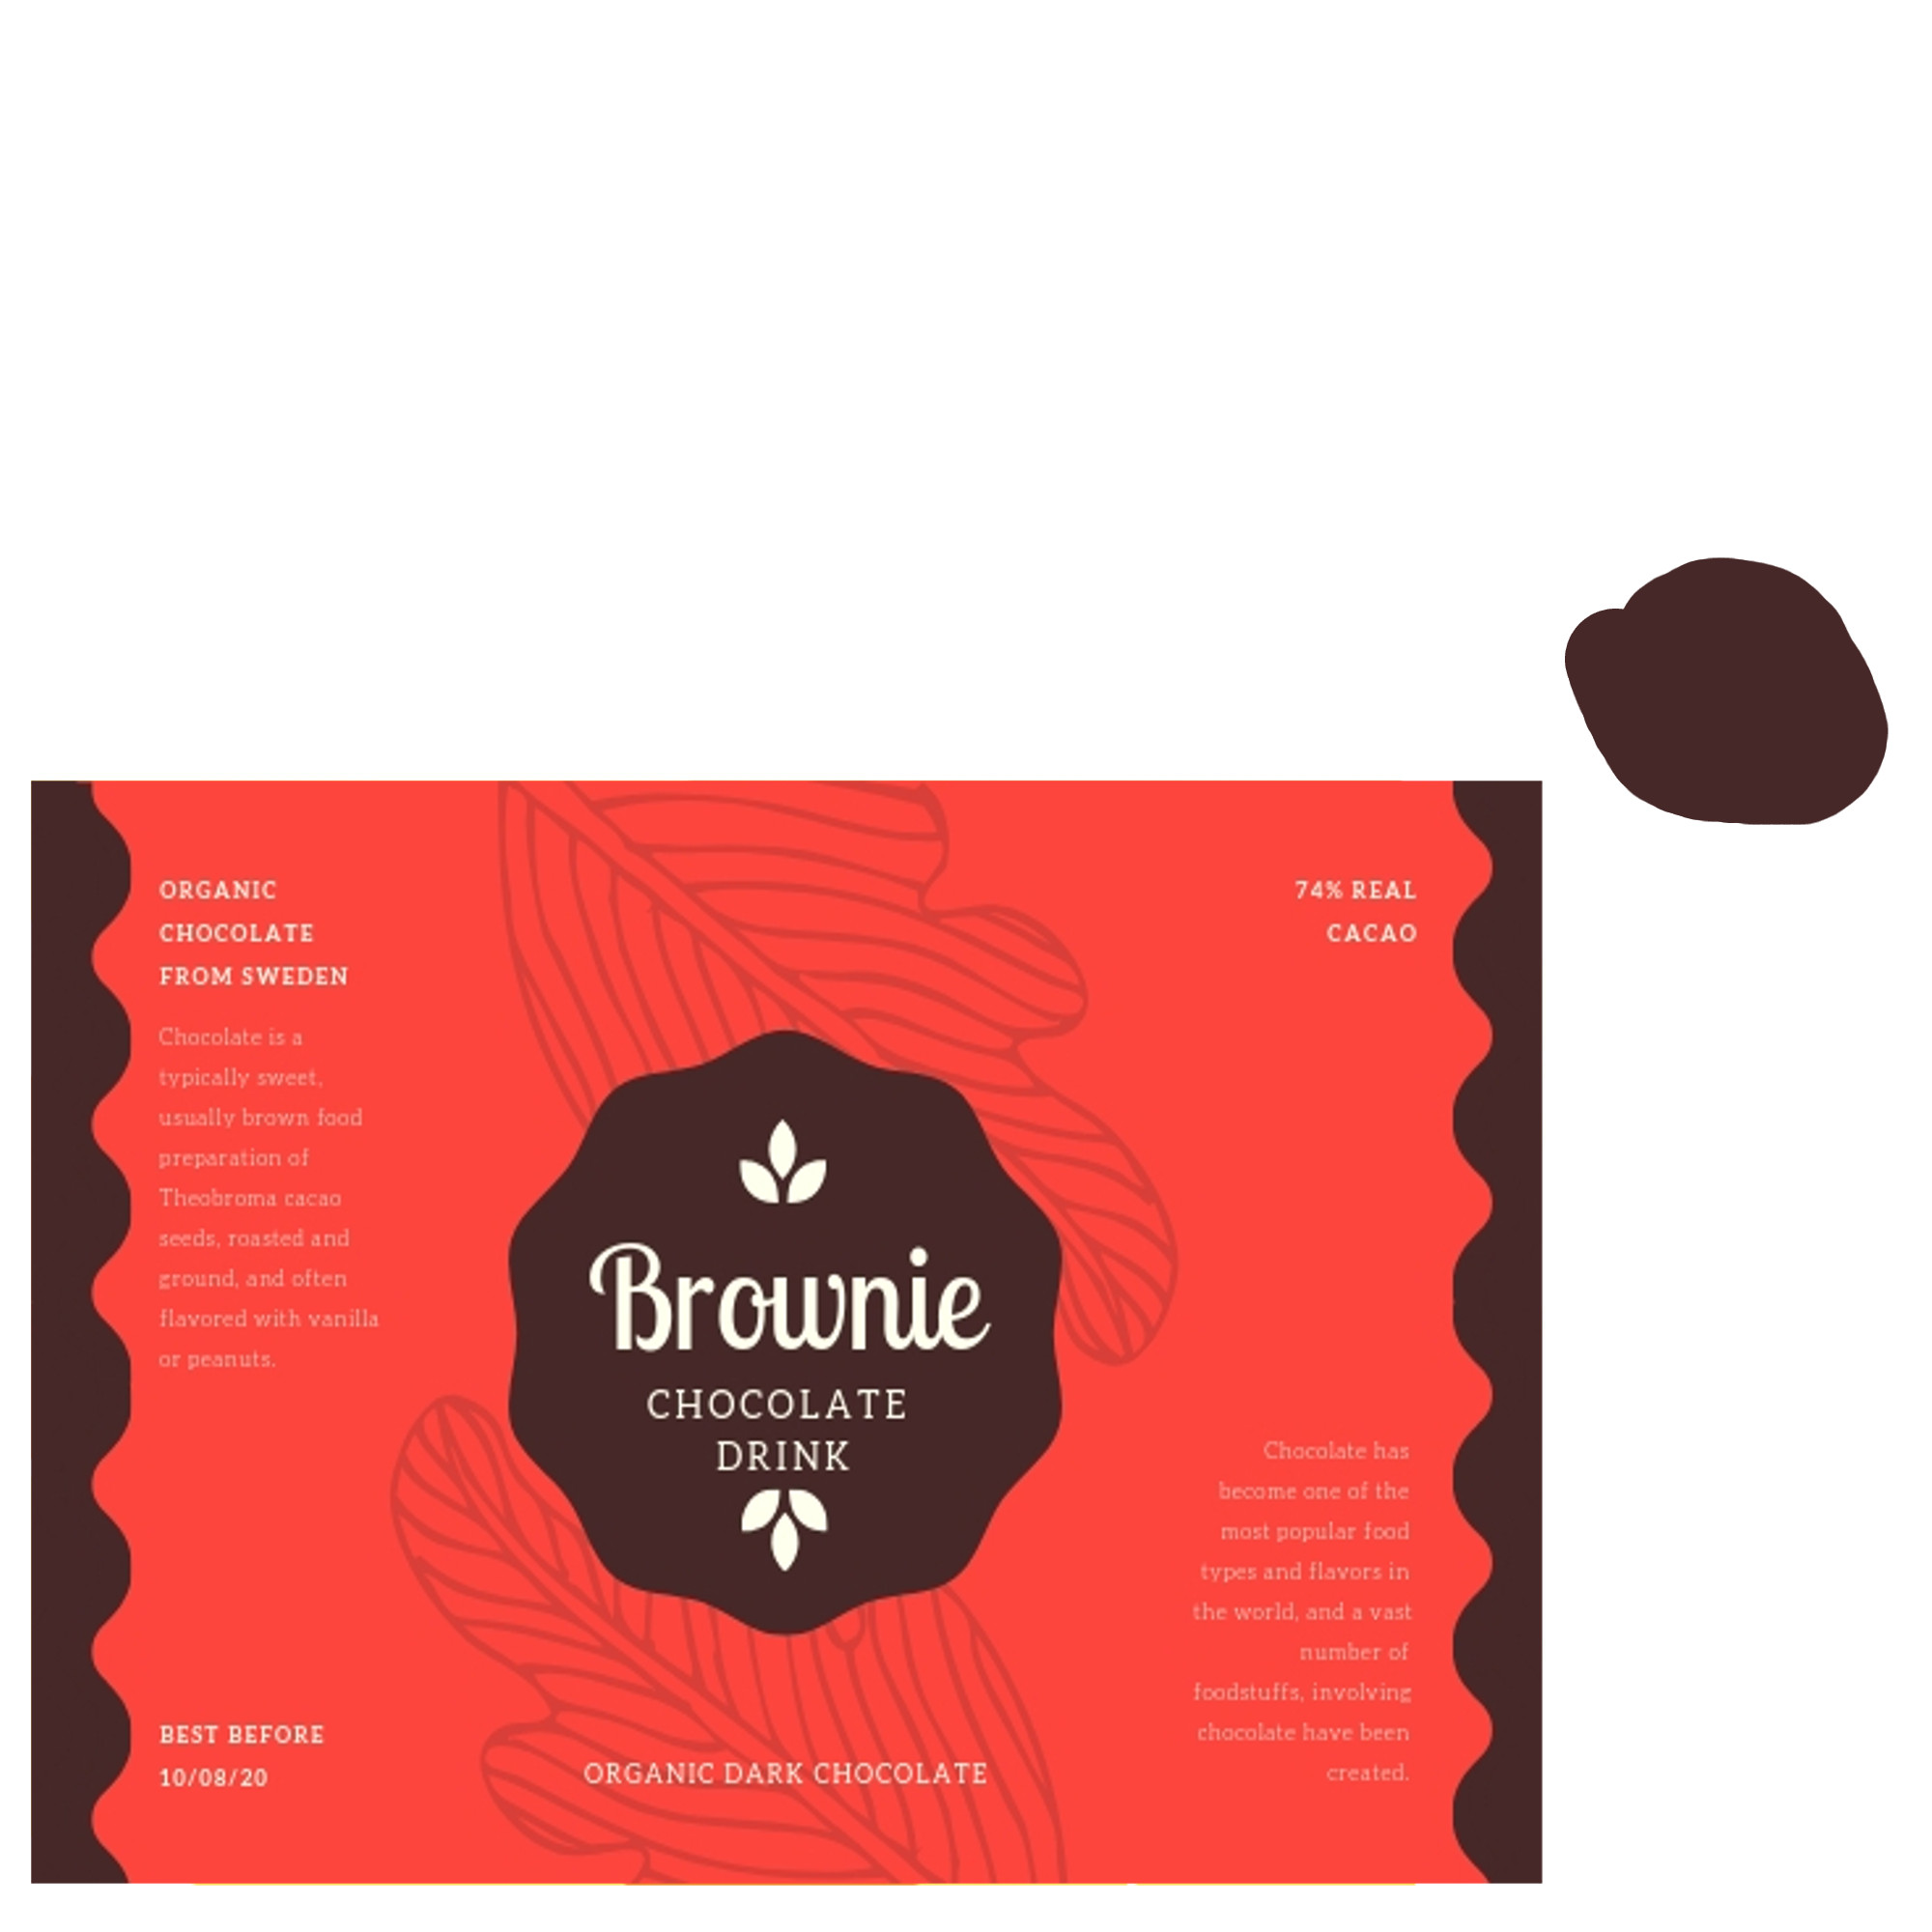 ORGANIC
CHOCOLATE
FROM SWEDEN
Chocolate is a
typically sweet,
usually brown food
preparation of
Theobroma cacao
seeds, roasted and
ground, and often
flavored with vanilla
or peanuts.
BEST BEFORE
10/08/20
Brownie
CHOCOLATE
DRINK
ORGANIC DARK CHOCOLATE
74% REAL
CACAO
Chocolate has
become one of the
most popular food
types and flavors in
the world, and a vast
number of
foodstuffs, involving
chocolate have been
created.